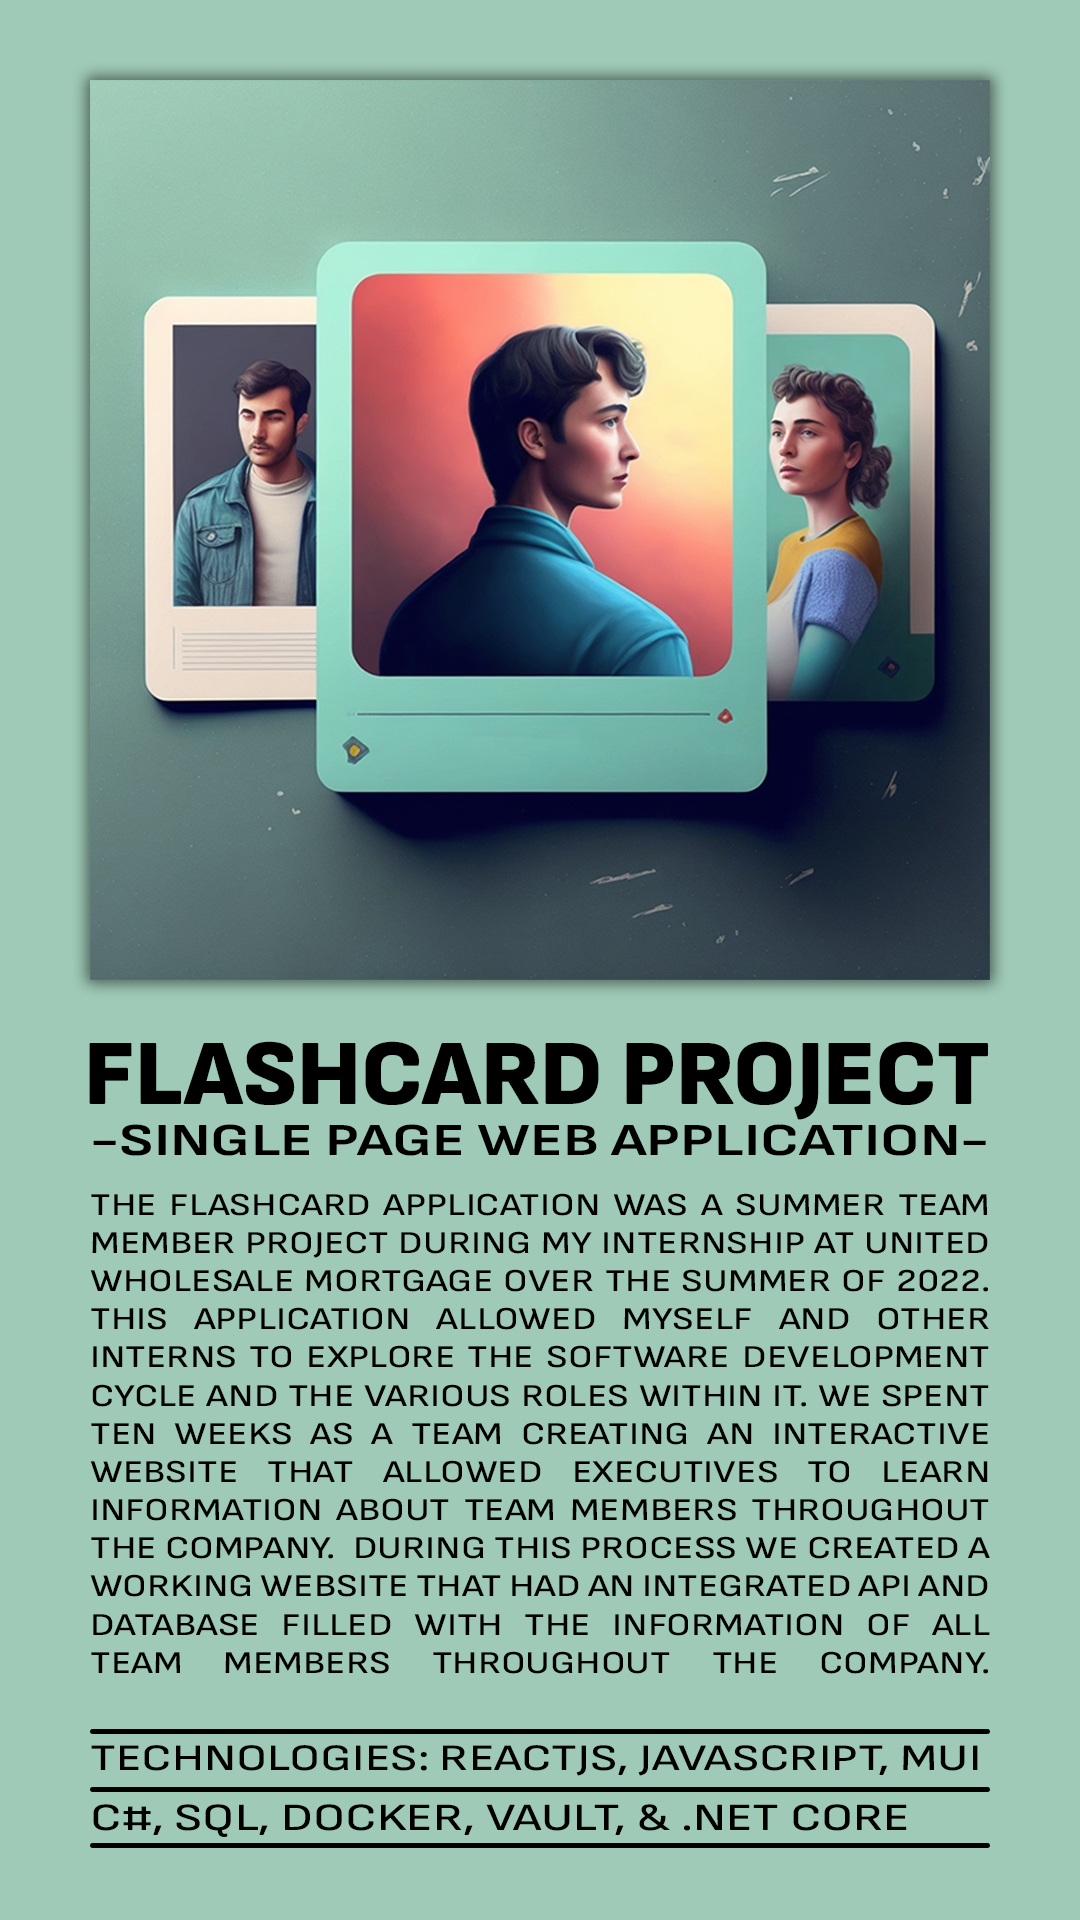 FLASHCARD PROJECT
–SINGLE PAGE WEB APPLICATION–
THE FLASHCARD APPLICATION WAS A SUMMER TEAM
MEMBER PROJECT DURING MY INTERNSHIP AT UNITED
WHOLESALE MORTGAGE OVER THE SUMMER OF 2022.
THIS APPLICATION ALLOWED MYSELF AND OTHER
INTERNS TO EXPLORE THE SOFTWARE DEVELOPMENT
CYCLE AND THE VARIOUS ROLES WITHIN IT. WE SPENT
TEN WEEKS AS A TEAM CREATING AN INTERACTIVE
WEBSITE THAT ALLOWED EXECUTIVES TO LEARN
INFORMATION ABOUT TEAM MEMBERS THROUGHOUT
THE COMPANY. DURING THIS PROCESS WE CREATED A
WORKING WEBSITE THAT HAD AN INTEGRATED API AND
DATABASE FILLED WITH THE INFORMATION OF ALL
TEAM MEMBERS THROUGHOUT THE COMPANY.
TECHNOLOGIES: REACTJS, JAVASCRIPT, MUI
C#, SQL, DOCKER, VAULT, & .NET CORE